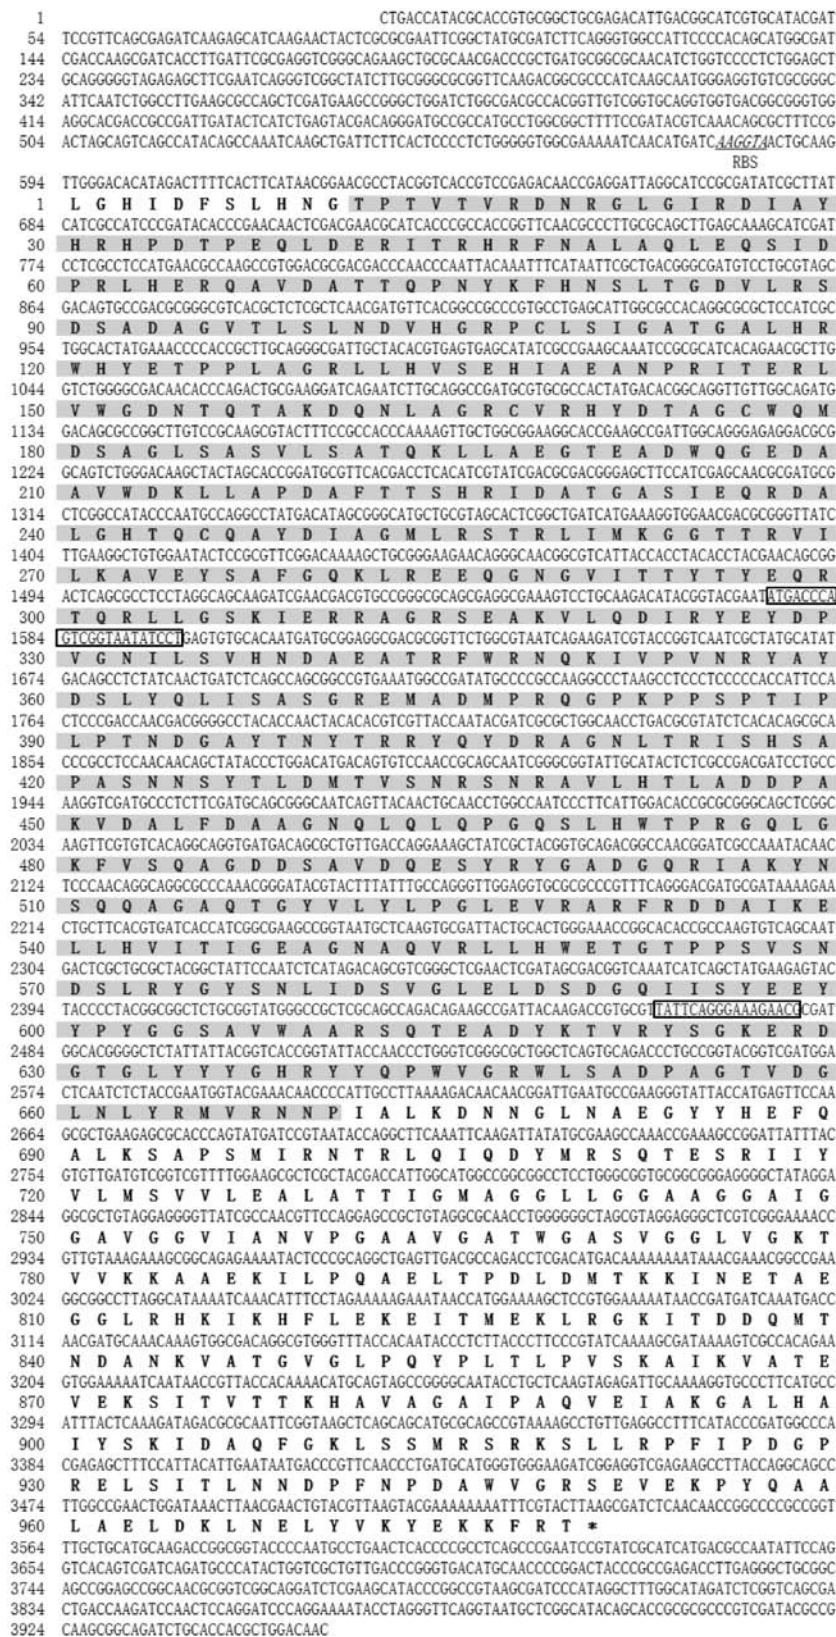 1 CTGACCATACGCACCGTGCGGCTGCGAGACATTGACGGCATCGTGCATACGAT
54 TCCGTTCAGCGAGATCAAGAGCATCAAGAACTACTCGCGCGAATTCGGCTATGCGATCTTCAGGGTGGCCATTCCCCACAGCATGGCGAT
144 CGACCAAGCGATCACCTTGATTCGCGAGGTCGGGCAGAAGCTGCGCAACGACCCGCTGATGCGGCGCAACATCTGGTCCCCTCTGGAGCT
234 GCAGGGGGTAGAGAGCTTCGAATCAGGGTCGGCTATCTTGCGGGCGCGGTTCAAGACGGCGCCCATCAAGCAATGGGAGGTGTCGCGGGC
342 ATTCAATCTGGCCTTGAAGCGCCAGCTCGATGAAGCCGGGCTGGATCTGGCGACGCCACGGTTGTCGGTGCAGGTGGTGACGGCGGGTGG
414 AGGCACGACCGCCGATTGATACTCATCTGAGTACGACAGGGATGCCGCCATGCCTGGCGGCTTTTCCGATACGTCAAACAGCGCTTTCCG
504 ACTAGCAGTCAGCCATACAGCCAAATCAAGCTGATTCTTCACTCCCCTCTGGGGGTGGCGAAAAATCAACATGATCAAGGTAACTGCAAG
RBS
594 TTGGGACACATAGACTTTTCACTTCATAACGGAACGCCTACGGTCACCGTCCGAGACAACCGAGGATTAGGCATCCGCGATATCGCTTAT
1 L G H I D F S L H N G T P T V T V R D N R G L G I R D I A Y
684 CATCGCCATCCCGATACACCCGAACAACTCGACGAACGCATCACCCGCCACCGGTTCAACGCCCTTGCGCAGCTTGAGCAAAGCATCGAT
30 H R H P D T P E Q L D E R I T R H R F N A L A Q L E Q S I D
774 CCTCGCCTCCATGAACGCCAAGCCGTGGACGCGACGACCCAACCCAATTACAAATTTCATAATTCGCTGACGGGCGATGTCCTGCGTAGC
60 P R L H E R Q A V D A T T Q P N Y K F H N S L T G D V L R S
864 GACAGTGCCGACGCGGGCGTCACGCTCTCGCTCAACGATGTTCACGGCCGCCCGTGCCTGAGCATTGGCGCCACAGGCGCGCTCCATCGC
90 D S A D A G V T L S L N D V H G R P C L S I G A T G A L H R
954 TGGCACTATGAAACCCCACCGCTTGCAGGGCGATTGCTACACGTGAGTGAGCATATCGCCGAAGCAAATCCGCGCATCACAGAACGCTTG
120 W H Y E T P P L A G R L L H V S E H I A E A N P R I T E R L
1044 GTCTGGGGCGACAACACCCAGACTGCGAAGGATCAGAATCTTGCAGGCCGATGCGTGCGCCACTATGACACGGCAGGTTGTTGGCAGATG
150 V W G D N T Q T A K D Q N L A G R C V R H Y D T A G C W Q M
1134 GACAGCGCCGGCTTGTCCGCAAGCGTACTTTCCGCCACCCAAAAGTTGCTGGCGGAAGGCACCGAAGCCGATTGGCAGGGAGAGGACGCG
180 D S A G L S A S V L S A T Q K L L A E G T E A D W Q G E D A
1224 GCAGTCTGGGACAAGCTACTAGCACCGGATGCGTTCACGACCTCACATCGTATCGACGCGACGGGAGCTTCCATCGAGCAACGCGATGCG
210 A V W D K L L A P D A F T T S H R I D A T G A S I E Q R D A
1314 CTCGGCCATACCCAATGCCAGGCCTATGACATAGCGGGCATGCTGCGTAGCACTCGGCTGATCATGAAAGGTGGAACGACGCGGGTTATC
240 L G H T Q C Q A Y D I A G M L R S T R L I M K G G T T R V I
1404 TTGAAGGCTGTGGAATACTCCGCGTTCGGACAAAAGCTGCGGGAAGAACAGGGCAACGGCGTCATTACCACCTACACCTACGAACAGCGG
270 L K A V E Y S A F G Q K L R E E Q G N G V I T T Y T Y E Q R
1494 ACTCAGCGCCTCCTAGGCAGCAAGATCGAACGACGTGCCGGGCGCAGCGAGGCGAAAGTCCTGCAAGACATACGGTACGAATATGACCCA
300 T Q R L L G S K I E R R A G R S E A K V L Q D I R Y E Y D P
1584 GTCGGTAATATCCTGAGTGTGCACAATGATGCGGAGGCGACGCGGTTCTGGCGTAATCAGAAGATCGTACCGGTCAATCGCTATGCATAT
330 V G N I L S V H N D A E A T R F W R N Q K I V P V N R Y A Y
1674 GACAGCCTCTATCAACTGATCTCAGCCAGCGGCCGTGAAATGGCCGATATGCCCCGCCAAGGCCCTAAGCCTCCCTCCCCCACCATTCCA
360 D S L Y Q L I S A S G R E M A D M P R Q G P K P P S P T I P
1764 CTCCCGACCAACGACGGGGCCTACACCAACTACACACGTCGTTACCAATACGATCGCGCTGGCAACCTGACGCGTATCTCACACAGCGCA
390 L P T N D G A Y T N Y T R R Y Q Y D R A G N L T R I S H S A
1854 CCCGCCTCCAACAACAGCTATACCCTGGACATGACAGTGTCCAACCGCAGCAATCGGGCGGTATTGCATACTCTCGCCGACGATCCTGCC
420 P A S N N S Y T L D M T V S N R S N R A V L H T L A D D P A
1944 AAGGTCGATGCCCTCTTCGATGCAGCGGGCAATCAGTTACAACTGCAACCTGGCCAATCCCTTCATTGGACACCGCGCGGGCAGCTCGGC
450 K V D A L F D A A G N Q L Q L Q P G Q S L H W T P R G Q L G
2034 AAGTTCGTGTCACAGGCAGGTGATGACAGCGCTGTTGACCAGGAAAGCTATCGCTACGGTGCAGACGGCCAACGGATCGCCAAATACAAC
480 K F V S Q A G D D S A V D Q E S Y R Y G A D G Q R I A K Y N
2124 TCCCAACAGGCAGGCGCCCAAACGGGATACGTACTTTATTTGCCAGGGTTGGAGGTGCGCGCCCGTTTCAGGGACGATGCGATAAAAGAA
510 S Q Q A G A Q T G Y V L Y L P G L E V R A R F R D D A I K E
2214 CTGCTTCACGTGATCACCATCGGCGAAGCCGGTAATGCTCAAGTGCGATTACTGCACTGGGAAACCGGCACACCGCCAAGTGTCAGCAAT
540 L L H V I T I G E A G N A Q V R L L H W E T G T P P S V S N
2304 GACTCGCTGCGCTACGGCTATTCCAATCTCATAGACAGCGTCGGGCTCGAACTCGATAGCGACGGTCAAATCATCAGCTATGAAGAGTAC
570 D S L R Y G Y S N L I D S V G L E L D S D G Q I I S Y E E Y
2394 TACCCCTACGGCGGCTCTGCGGTATGGGCCGCTCGCAGCCAGACAGAAGCCGATTACAAGACCGTGCGTTATTCAGGGAAAGAACGCGAT
600 Y P Y G G S A V W A A R S Q T E A D Y K T V R Y S G K E R D
2484 GGCACGGGGCTCTATTATTACGGTCACCGGTATTACCAACCCTGGGTCGGGCGCTGGCTCAGTGCAGACCCTGCCGGTACGGTCGATGGA
630 G T G L Y Y Y G H R Y Y Q P W V G R W L S A D P A G T V D G
2574 CTCAATCTCTACCGAATGGTACGAAACAACCCCATTGCCTTAAAAGACAACAACGGATTGAATGCCGAAGGGTATTACCATGAGTTCCAA
660 L N L Y R M V R N N P I A L K D N N G L N A E G Y Y H E F Q
2664 GCGCTGAAGAGCGCACCCAGTATGATCCGTAATACCAGGCTTCAAATTCAAGATTATATGCGAAGCCAAACCGAAAGCCGGATTATTTAC
690 A L K S A P S M I R N T R L Q I Q D Y M R S Q T E S R I I Y
2754 GTGTTGATGTCGGTCGTTTTGGAAGCGCTCGCTACGACCATTGGCATGGCCGGCGGCCTCCTGGGCGGTGCGGCGGGAGGGGCTATAGGA
720 V L M S V V L E A L A T T I G M A G G L L G G A A G G A I G
2844 GGCGCTGTAGGAGGGGTTATCGCCAACGTTCCAGGAGCCGCTGTAGGCGCAACCTGGGGGGCTAGCGTAGGAGGGCTCGTCGGGAAAACC
750 G A V G G V I A N V P G A A V G A T W G A S V G G L V G K T
2934 GTTGTAAAGAAAGCGGCAGAGAAAATACTCCCGCAGGCTGAGTTGACGCCAGACCTCGACATGACAAAAAAAATAAACGAAACGGCCGAA
780 V V K K A A E K I L P Q A E L T P D L D M T K K I N E T A E
3024 GGCGGCCTTAGGCATAAAATCAAACATTTCCTAGAAAAAGAAATAACCATGGAAAAGCTCCGTGGAAAAATAACCGATGATCAAATGACC
810 G G L R H K I K H F L E K E I T M E K L R G K I T D D Q M T
3114 AACGATGCAAACAAAGTGGCGACAGGCGTGGGTTTACCACAATACCCTCTTACCCTTCCCGTATCAAAAGCGATAAAAGTCGCCACAGAA
840 N D A N K V A T G V G L P Q Y P L T L P V S K A I K V A T E
3204 GTGGAAAAATCAATAACCGTTACCACAAAACATGCAGTAGCCGGGGCAATACCTGCTCAAGTAGAGATTGCAAAAGGTGCCCTTCATGCC
870 V E K S I T V T T K H A V A G A I P A Q V E I A K G A L H A
3294 ATTTACTCAAAGATAGACGCGCAATTCGGTAAGCTCAGCAGCATGCGCAGCCGTAAAAGCCTGTTGAGGCCTTTCATACCCGATGGCCCA
900 I Y S K I D A Q F G K L S S M R S R K S L L R P F I P D G P
3384 CGAGAGCTTTCCATTACATTGAATAATGACCCGTTCAACCCTGATGCATGGGTGGGAAGATCGGAGGTCGAGAAGCCTTACCAGGCAGCC
930 R E L S I T L N N D P F N P D A W V G R S E V E K P Y Q A A
3474 TTGGCCGAACTGGATAAACTTAACGAACTGTACGTTAAGTACGAAAAAAAATTTCGTACTTAAGCGATCTCAACAACCGGCCCCGCCGGT
960 L A E L D K L N E L Y V K Y E K K F R T *
3564 TTGCTGCATGCAAGACCGGCGGTACCCCAATGCCTGAACTCACCCCGCCTCAGCCCGAATCCGTATCGCATCATGACGCCAATATTCCAG
3654 GTCACAGTCGATCAGATGCCCATACTGGTCGCTGTTGACCCGGGTGACATGCAACCCCGGACTACCCGCCGAGACCTTGAGGGCTGCGGC
3744 AGCCGGAGCCGGCAACGCGGTCGGCAGGATCTCGAAGCATACCCGGCCGTAAGCGATCCCATAGGCTTTGGCATAGATCTCGGTCAGCGA
3834 CTGACCAAGATCCAACTCCAGGATCCCAGGAAAATACCTAGGGTTCAGGTAATGCTCGGCATACAGCACCGCGCGCCCGTCGATACGCCG
3924 CAAGCGGCAGATCTGCACCACGCTGGACAAC